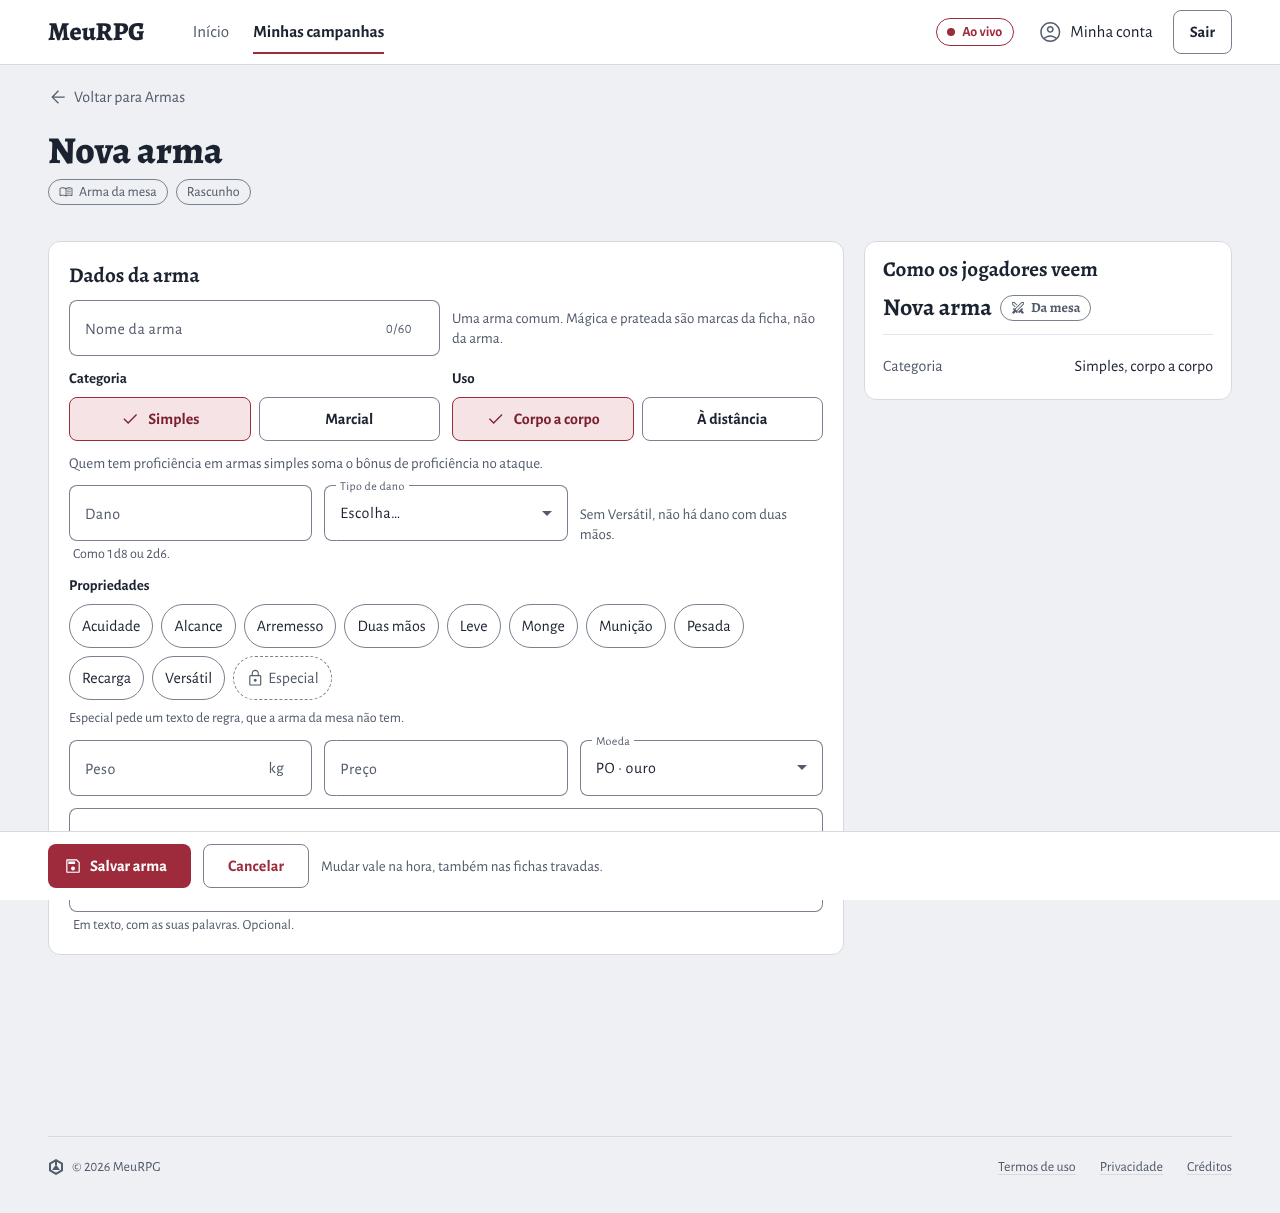 MeuRPG
Início
Minhas campanhas
Ao vivo
Minha conta
Sair
Voltar para Armas
Nova arma
Arma da mesa
Rascunho
Dados da arma
Nome da arma
0/60
Uma arma comum. Mágica e prateada são marcas da ficha, não
da arma.
Categoria
Uso
Simples
Marcial
Corpo a corpo
À distância
Quem tem proficiência em armas simples soma o bônus de proficiência no ataque.
Dano
Tipo de dano
Escolha…
Sem Versátil, não há dano com duas
mãos.
Como 1d8 ou 2d6.
Propriedades
Acuidade
Alcance
Arremesso
Duas mãos
Leve
Monge
Munição
Pesada
Recarga
Versátil
Especial
Especial pede um texto de regra, que a arma da mesa não tem.
Peso
kg
Preço
Moeda
PO · ouro
Salvar arma
Cancelar
Mudar vale na hora, também nas fichas travadas.
Em texto, com as suas palavras. Opcional.
Como os jogadores veem
Nova arma
Da mesa
Categoria
Simples, corpo a corpo
© 2026 MeuRPG
Termos de uso
Privacidade
Créditos